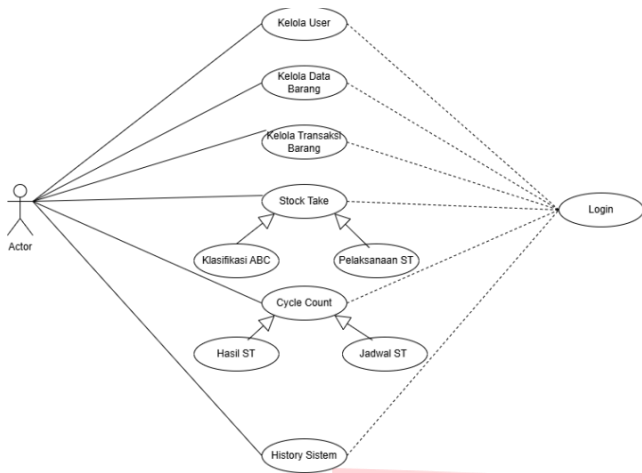 Kelola User
Kelola Data
Barang
Kelola Transaksi
Barang
Stock Take
Login
Actor
Klasifikasi ABC
Pelaksanaan ST
Cycle Count
Hasil ST
Jadwal ST
History Sistem